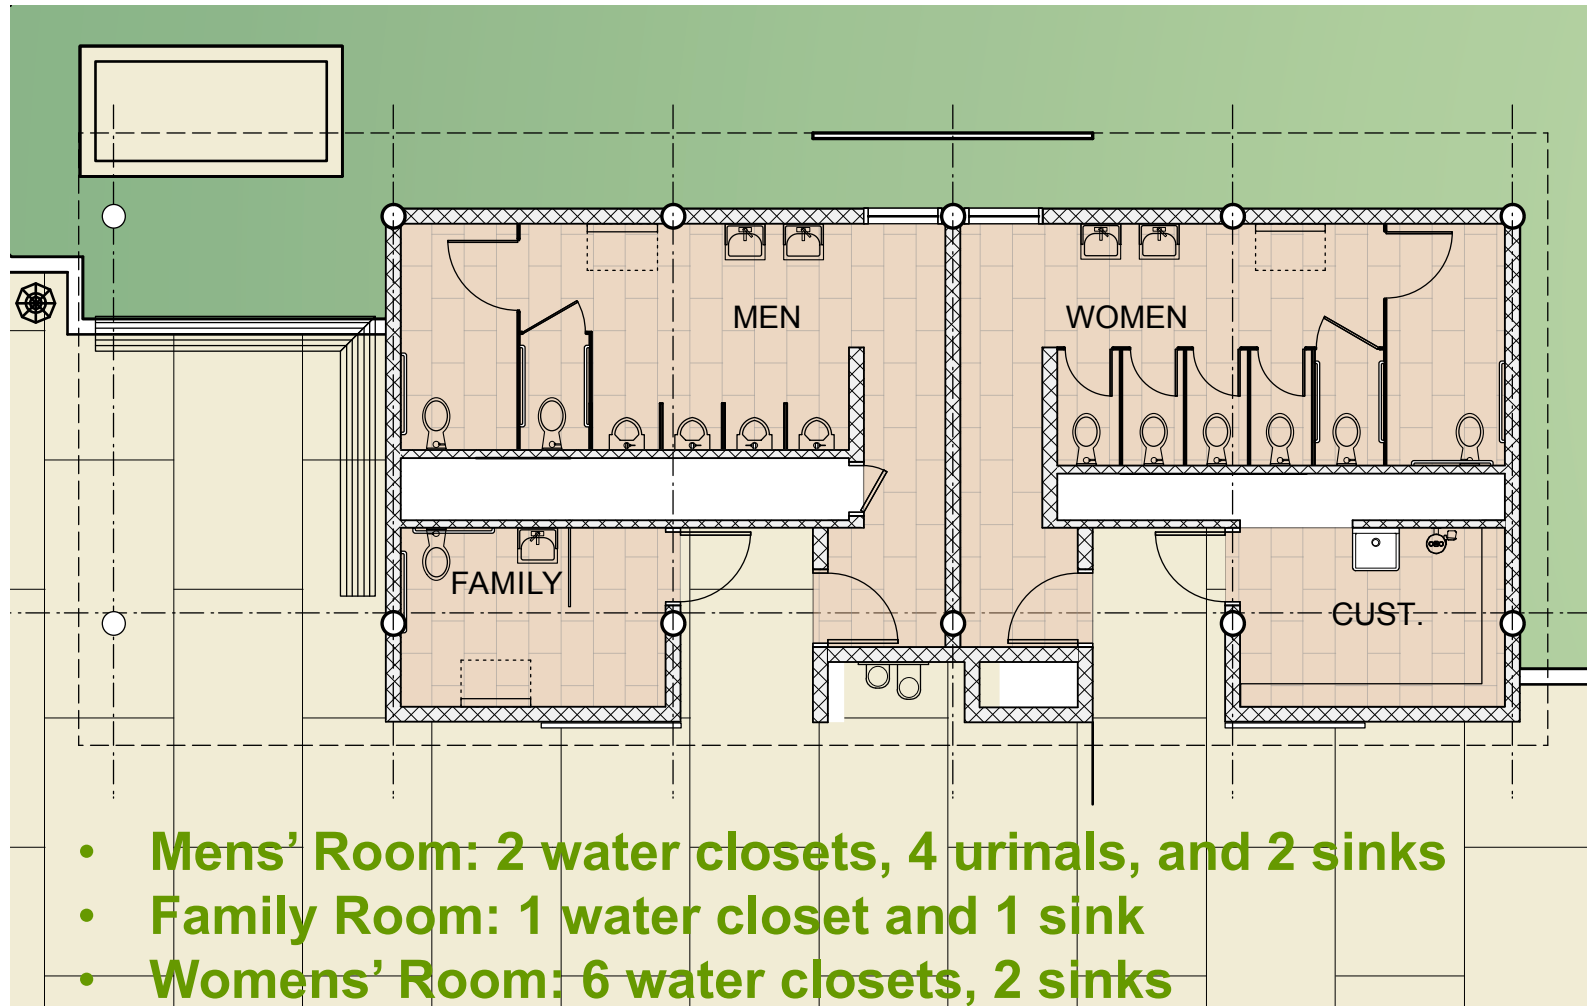 MEN
WOMEN
FAMILY
CUST.
• Mens’ Room: 2 water closets, 4 urinals, and 2 sinks
• Family Room: 1 water closet and 1 sink
• Womens’ Room: 6 water closets, 2 sinks